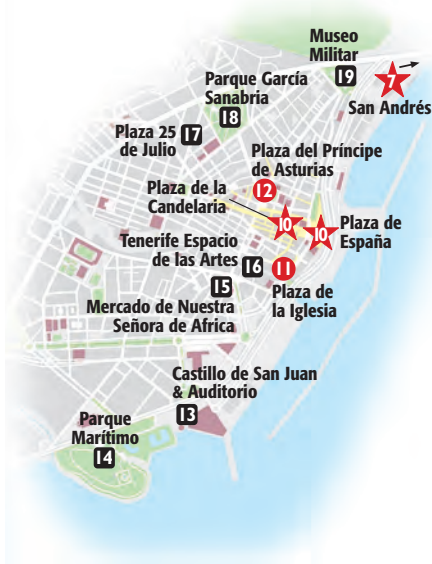 Museo
Militar
19
7
San Andrés
Parque García
Sanabria
18
Plaza 25
de Julio
17
Plaza del Príncipe
de Asturias
12
Plaza de la
Candelaria
10
10
Plaza de
España
Tenerife Espacio
de las Artes
16
11
Plaza de
la Iglesia
15
Mercado de Nuestra
Señora de Africa
Castillo de San Juan
& Auditorio
13
Parque
Marítimo
14